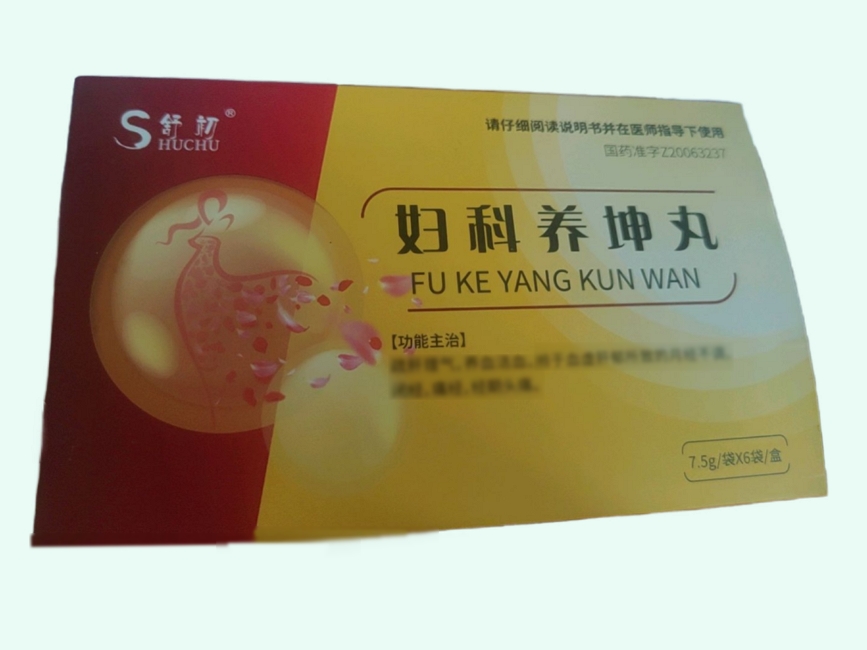 舒
SHUCHU®
请仔细阅读说明书并在医师指导下使用
国药准字Z20063237
妇科养坤丸
FU KE YANG KUN WAN
【功能主治】
7.5g/袋X6袋/盒